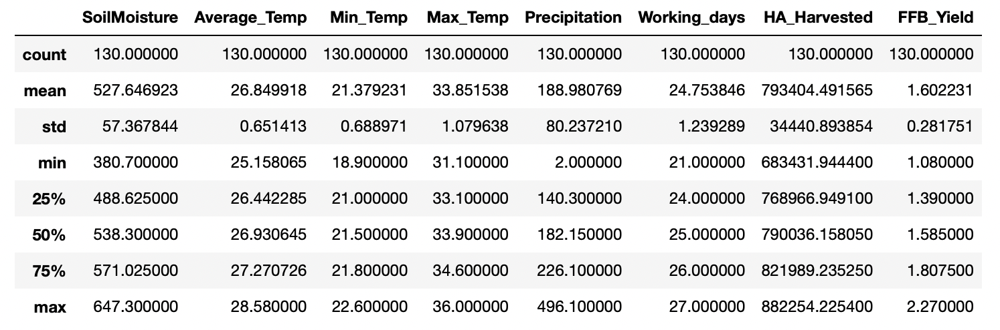 SoilMoisture Average_Temp Min_Temp Max_Temp Precipitation Working_days HA_Harvested FFB_Yield
count 130.000000 130.000000 130.000000 130.000000 130.000000 130.000000 130.000000 130.000000
mean 527.646923 26.849918 21.379231 33.851538 188.980769 24.753846 793404.491565 1.602231
std 57.367844 0.651413 0.688971 1.079638 80.237210 1.239289 34440.893854 0.281751
min 380.700000 25.158065 18.900000 31.100000 2.000000 21.000000 683431.944400 1.080000
25% 488.625000 26.442285 21.000000 33.100000 140.300000 24.000000 768966.949100 1.390000
50% 538.300000 26.930645 21.500000 33.900000 182.150000 25.000000 790036.158050 1.585000
75% 571.025000 27.270726 21.800000 34.600000 226.100000 26.000000 821989.235250 1.807500
max 647.300000 28.580000 22.600000 36.000000 496.100000 27.000000 882254.225400 2.270000